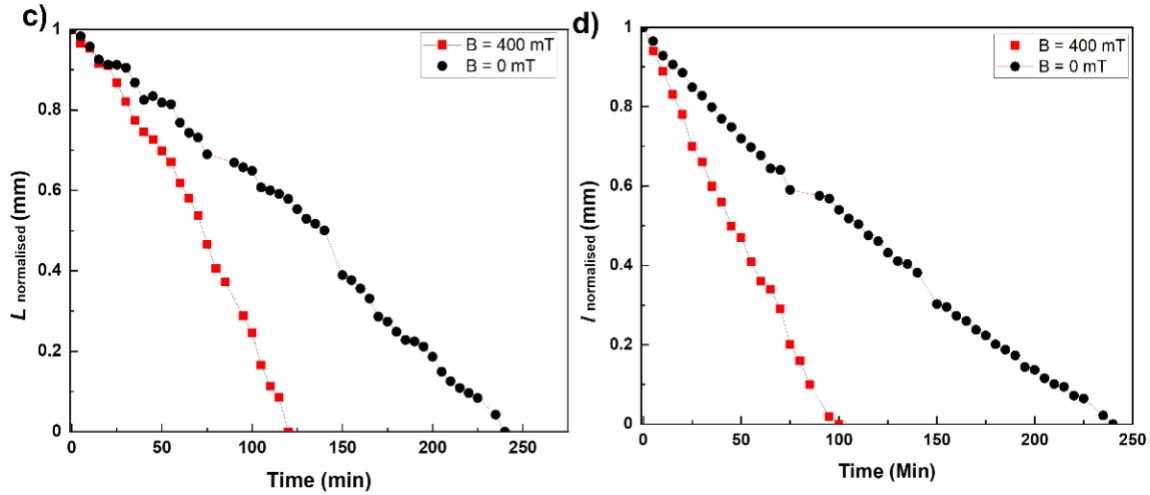 c)
1
0.8
0.6
0.4
0.2
0
L normalised (mm)
B = 400 mT
B = 0 mT
0 50 100 150 200 250
Time (min)
d)
1
0.8
0.6
0.4
0.2
0
l normalised (mm)
B = 400 mT
B = 0 mT
0 50 100 150 200 250
Time (Min)